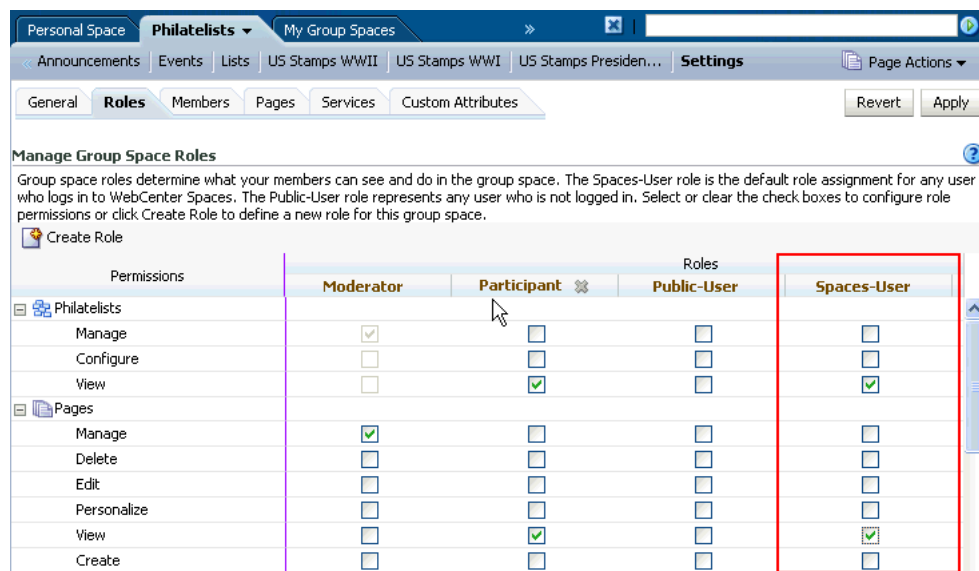 Personal Space Philatelists My Group Spaces »
« Announcements Events Lists US Stamps WWII US Stamps WWI US Stamps Presiden... Settings Page Actions
General Roles Members Pages Services Custom Attributes Revert Apply
Manage Group Space Roles ?
Group space roles determine what your members can see and do in the group space. The Spaces-User role is the default role assignment for any user
who logs in to WebCenter Spaces. The Public-User role represents any user who is not logged in. Select or clear the check boxes to configure role
permissions or click Create Role to define a new role for this group space.
Create Role
Permissions Roles
Moderator Participant Public-User Spaces-User
Philatelists
Manage
Configure
View
Pages
Manage
Delete
Edit
Personalize
View
Create